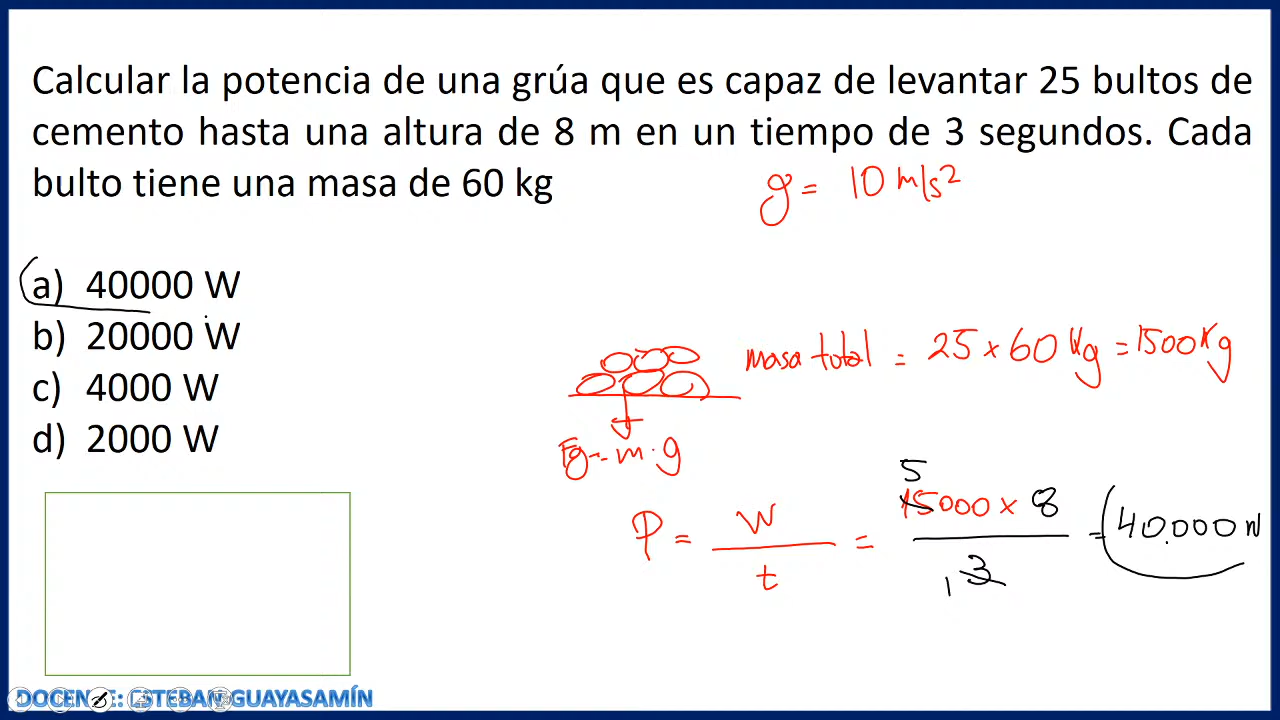 Calcular la potencia de una grúa que es capaz de levantar 25 bultos de
cemento hasta una altura de 8 m en un tiempo de 3 segundos. Cada
bulto tiene una masa de 60 kg
g = 10 m/s²
a) 40000 W
b) 20000 W
c) 4000 W
d) 2000 W
masa total = 25 x 60 Kg = 1500 Kg
Fg = m · g
P = W / t = 15000 x 8 / 3 = 40.000 W
5
1
DOCENTE: ESTEBAN GUAYASAMÍN